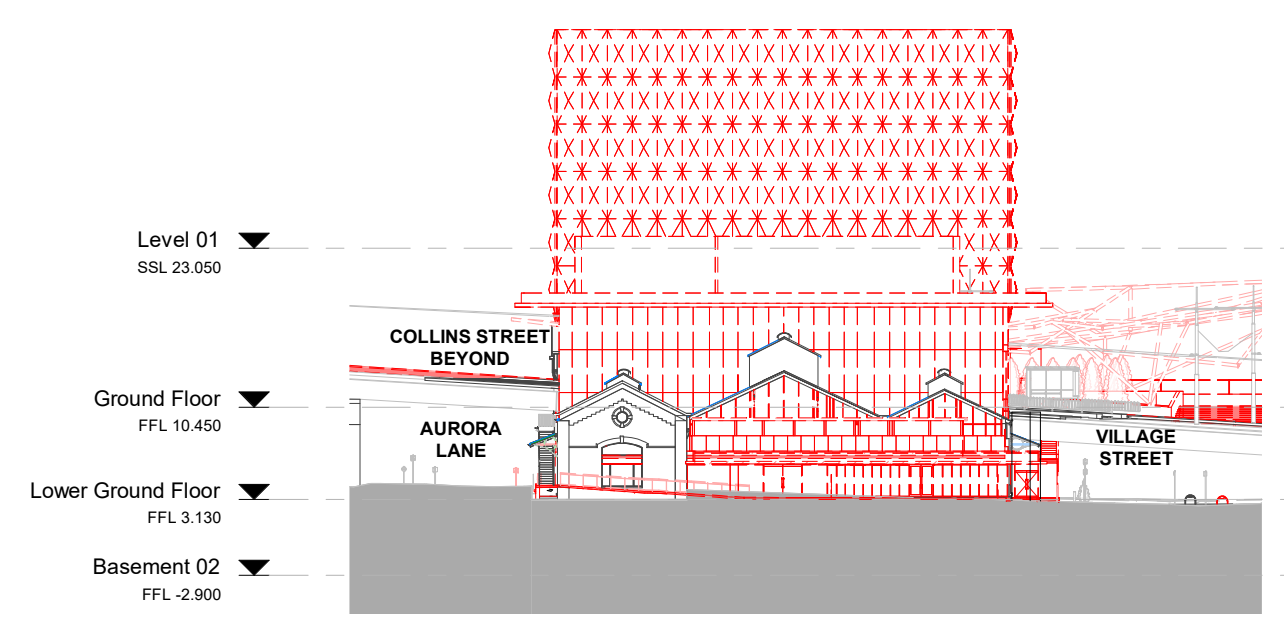 Level 01
SSL 23.050
COLLINS STREET
BEYOND
Ground Floor
FFL 10.450
AURORA
LANE
VILLAGE
STREET
Lower Ground Floor
FFL 3.130
Basement 02
FFL -2.900